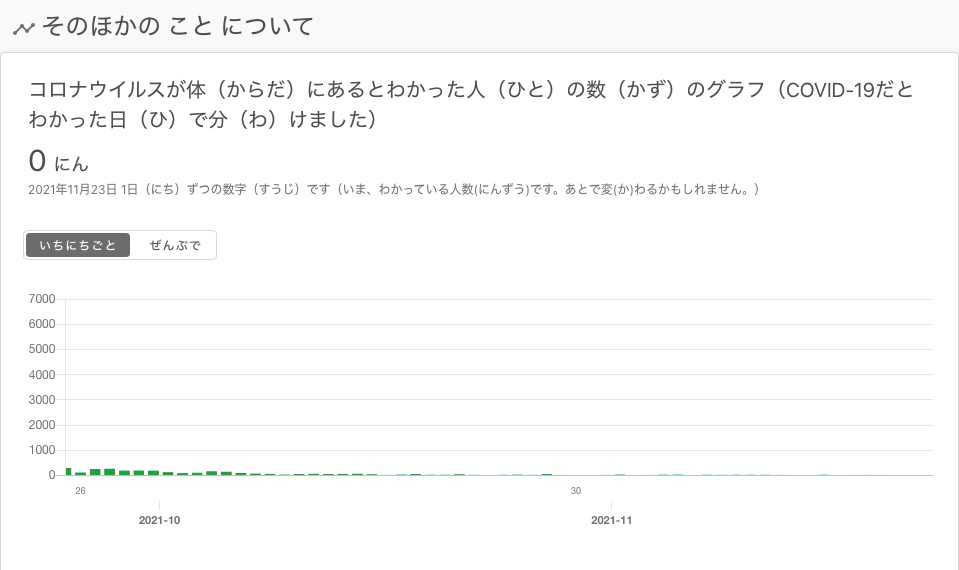 そのほかの こと について
コロナウイルスが体（からだ）にあるとわかった人（ひと）の数（かず）のグラフ（COVID-19だと
わかった日（ひ）で分（わ）けました）
0 にん
2021年11月23日 1日（にち）ずつの数字（すうじ）です（いま、わかっている人数(にんずう)です。あとで変(か)わるかもしれません。）
いちにちごと ぜんぶで
7000
6000
5000
4000
3000
2000
1000
0
26 30
2021-10 2021-11